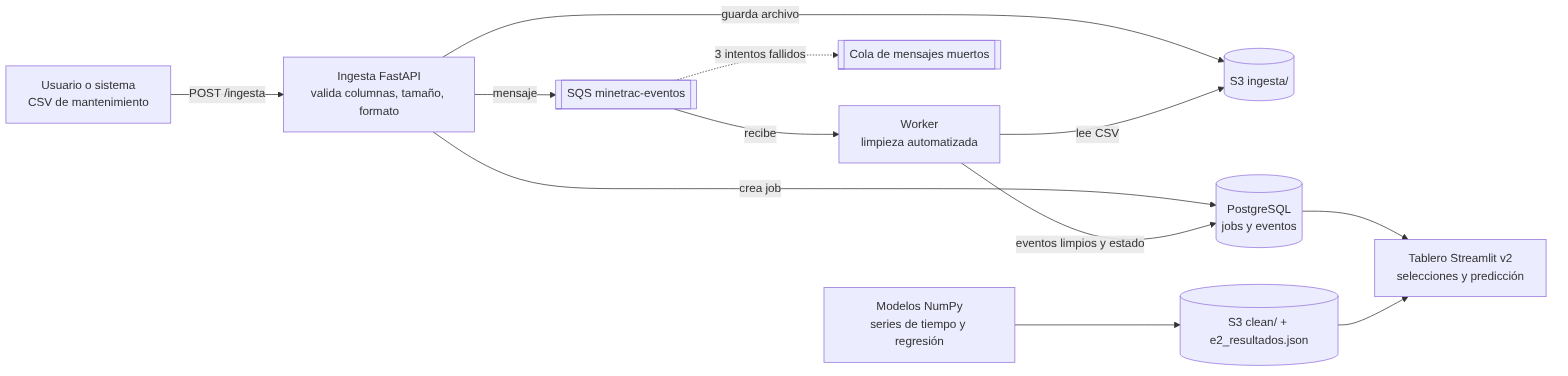 Usuario o sistema
CSV de mantenimiento
POST /ingesta
Ingesta FastAPI
valida columnas, tamaño,
formato
guarda archivo
mensaje
crea job
SQS minetrac-eventos
3 intentos fallidos
Cola de mensajes muertos
recibe
Worker
limpieza automatizada
lee CSV
S3 ingesta/
eventos limpios y estado
PostgreSQL
jobs y eventos
Modelos NumPy
series de tiempo y
regresión
S3 clean/ +
e2_resultados.json
Tablero Streamlit v2
selecciones y predicción